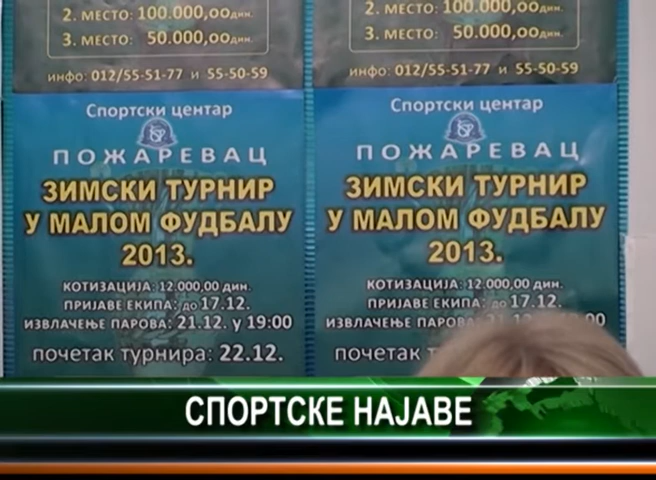 2. МЕСТО: 100.000,00дин.
3. МЕСТО: 50.000,00дин.
инфо: 012/55-51-77 и 55-50-59
Спортски центар
ПОЖАРЕВАЦ
ЗИМСКИ ТУРНИР
У МАЛОМ ФУДБАЛУ
2013.
КОТИЗАЦИЈА: 12.000,00 дин.
ПРИЈАВЕ ЕКИПА: до 17.12.
ИЗВЛАЧЕЊЕ ПАРОВА: 21.12. у 19:00
почетак турнира: 22.12.
2. МЕСТО: 100.000,00дин.
3. МЕСТО: 50.000,00дин.
инфо: 012/55-51-77 и 55-50-59
Спортски центар
ПОЖАРЕВАЦ
ЗИМСКИ ТУРНИР
У МАЛОМ ФУДБАЛУ
2013.
КОТИЗАЦИЈА: 12.000,00 дин.
ПРИЈАВЕ ЕКИПА: до 17.12.
ИЗВЛАЧЕЊЕ
почетак
СПОРТСКЕ НАЈАВЕ